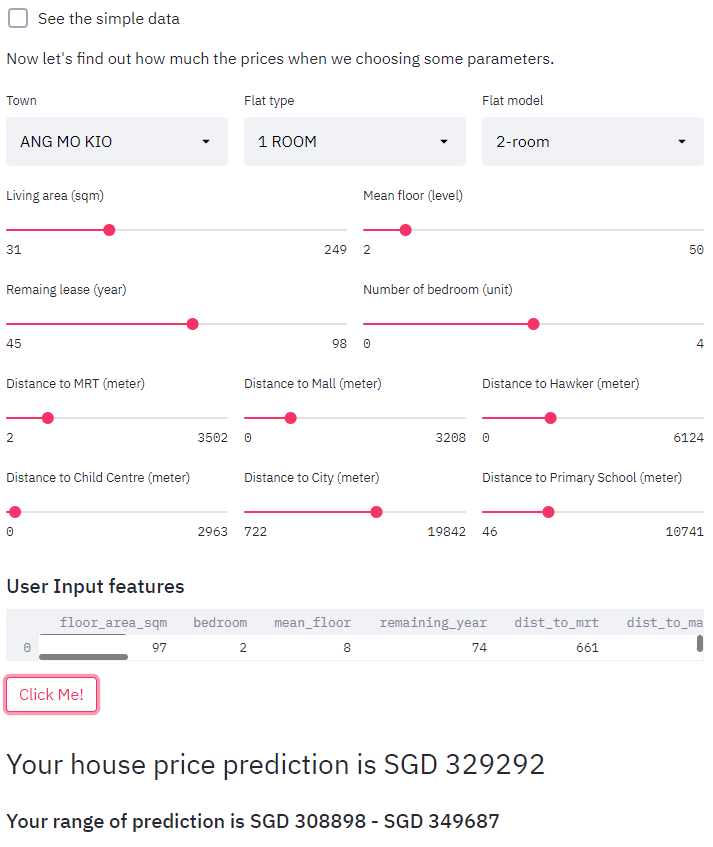 See the simple data
Now let's find out how much the prices when we choosing some parameters.
Town Flat type Flat model
ANG MO KIO 1 ROOM 2-room
Living area (sqm) Mean floor (level)
31 249 2 50
Remaing lease (year) Number of bedroom (unit)
45 98 0 4
Distance to MRT (meter) Distance to Mall (meter) Distance to Hawker (meter)
2 3502 0 3208 0 6124
Distance to Child Centre (meter) Distance to City (meter) Distance to Primary School (meter)
0 2963 722 19842 46 10741
User Input features
floor_area_sqm bedroom mean_floor remaining_year dist_to_mrt dist_to_ma
0 97 2 8 74 661
Click Me!
Your house price prediction is SGD 329292
Your range of prediction is SGD 308898 - SGD 349687